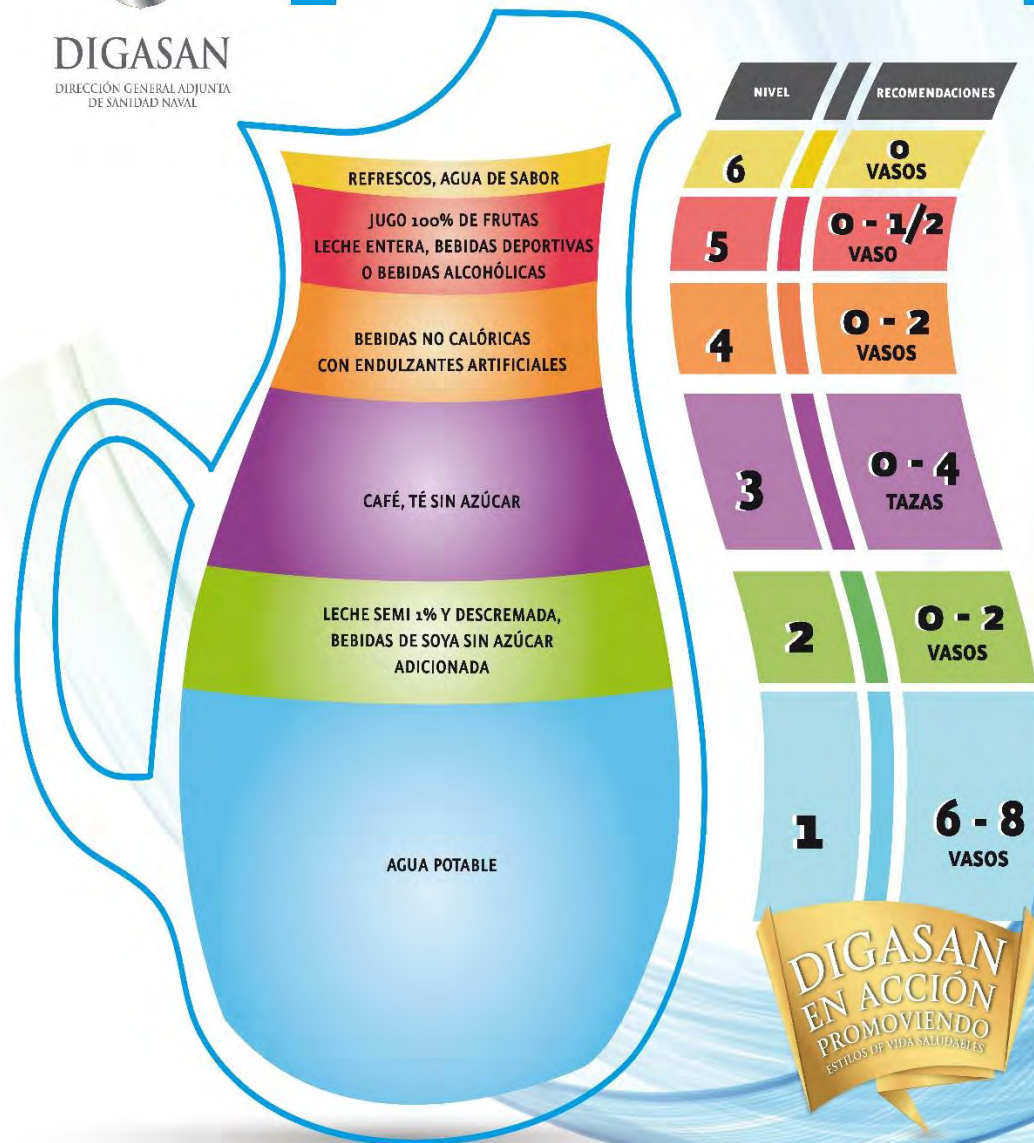 DIGASAN
DIRECCIÓN GENERAL ADJUNTA
DE SANIDAD NAVAL
NIVEL
RECOMENDACIONES
REFRESCOS, AGUA DE SABOR
6
0
VASOS
JUGO 100% DE FRUTAS
LECHE ENTERA, BEBIDAS DEPORTIVAS
O BEBIDAS ALCOHÓLICAS
5
0 - 1/2
VASO
BEBIDAS NO CALÓRICAS
CON ENDULZANTES ARTIFICIALES
4
0 - 2
VASOS
CAFÉ, TÉ SIN AZÚCAR
3
0 - 4
TAZAS
LECHE SEMI 1% Y DESCREMADA,
BEBIDAS DE SOYA SIN AZÚCAR
ADICIONADA
2
0 - 2
VASOS
AGUA POTABLE
1
6 - 8
VASOS
DIGASAN
EN ACCIÓN
PROMOVIENDO
ESTILOS DE VIDA SALUDABLES